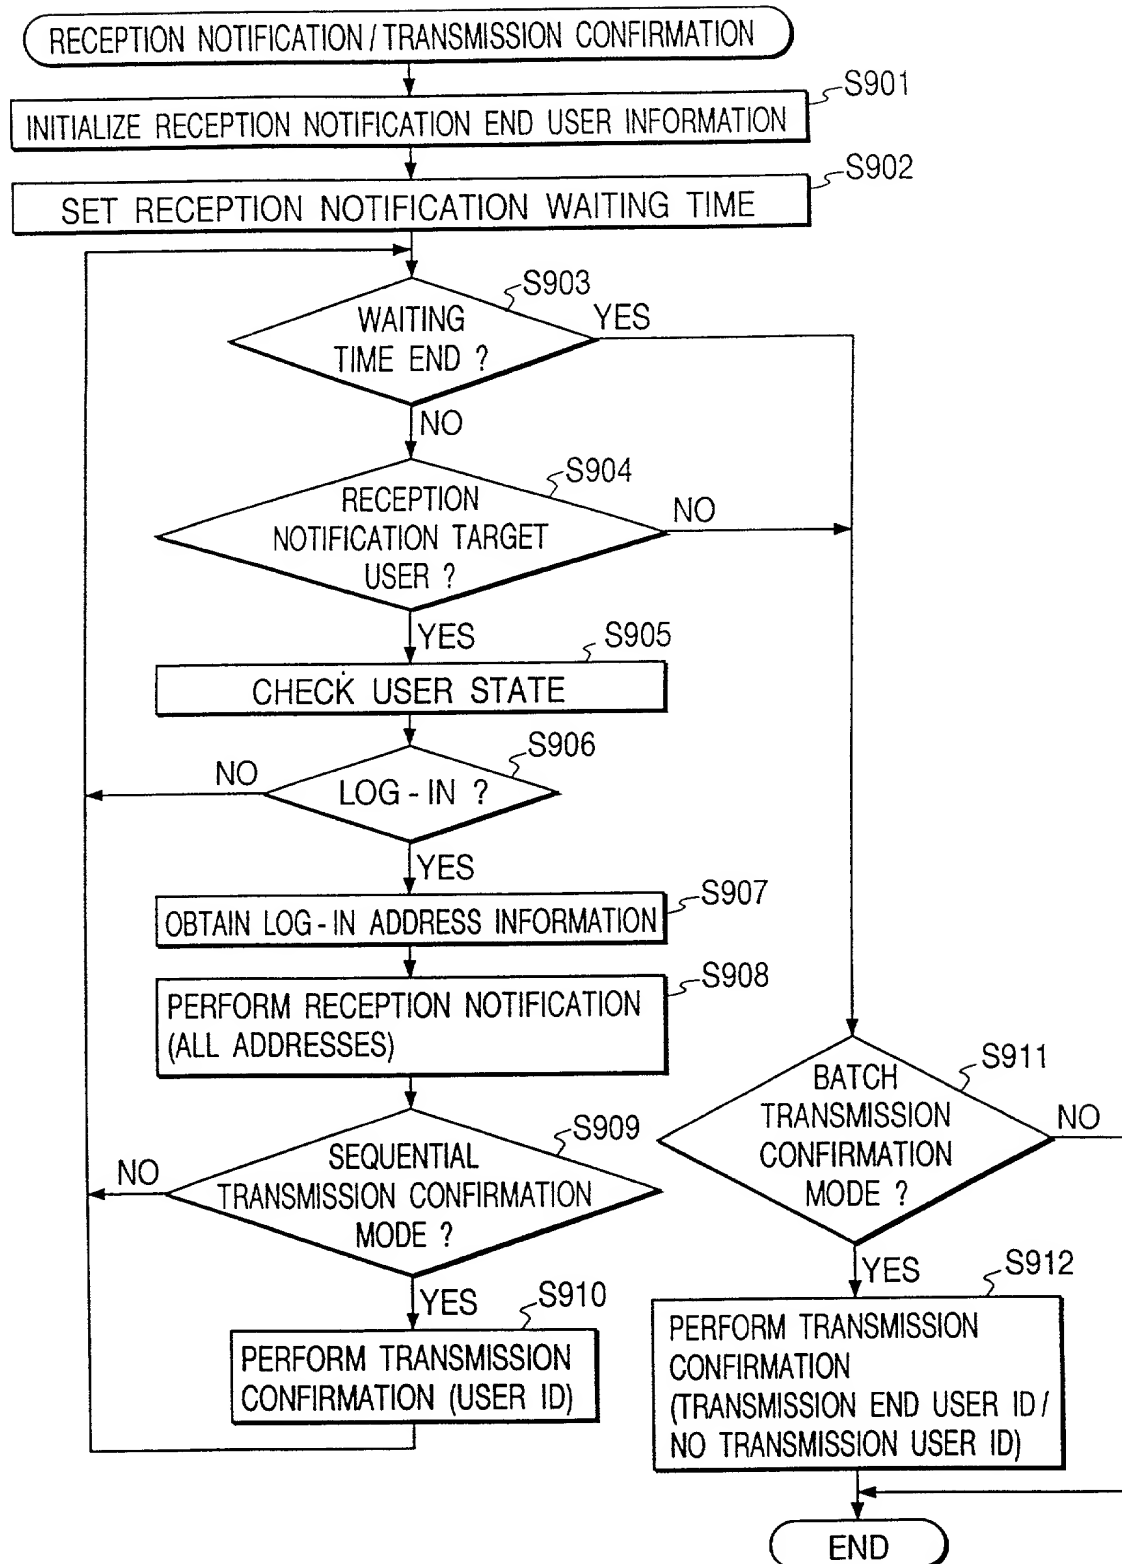 RECEPTION NOTIFICATION / TRANSMISSION CONFIRMATION
S901
INITIALIZE RECEPTION NOTIFICATION END USER INFORMATION
S902
SET RECEPTION NOTIFICATION WAITING TIME
S903
WAITING
TIME END ?
YES
NO
S904
RECEPTION
NOTIFICATION TARGET
USER ?
NO
YES
S905
CHECK USER STATE
S906
LOG-IN ?
NO
YES
S907
OBTAIN LOG-IN ADDRESS INFORMATION
S908
PERFORM RECEPTION NOTIFICATION
(ALL ADDRESSES)
S909
SEQUENTIAL
TRANSMISSION CONFIRMATION
MODE ?
NO
YES
S910
PERFORM TRANSMISSION
CONFIRMATION (USER ID)
S911
BATCH
TRANSMISSION
CONFIRMATION
MODE ?
NO
YES
S912
PERFORM TRANSMISSION
CONFIRMATION
(TRANSMISSION END USER ID /
NO TRANSMISSION USER ID)
END